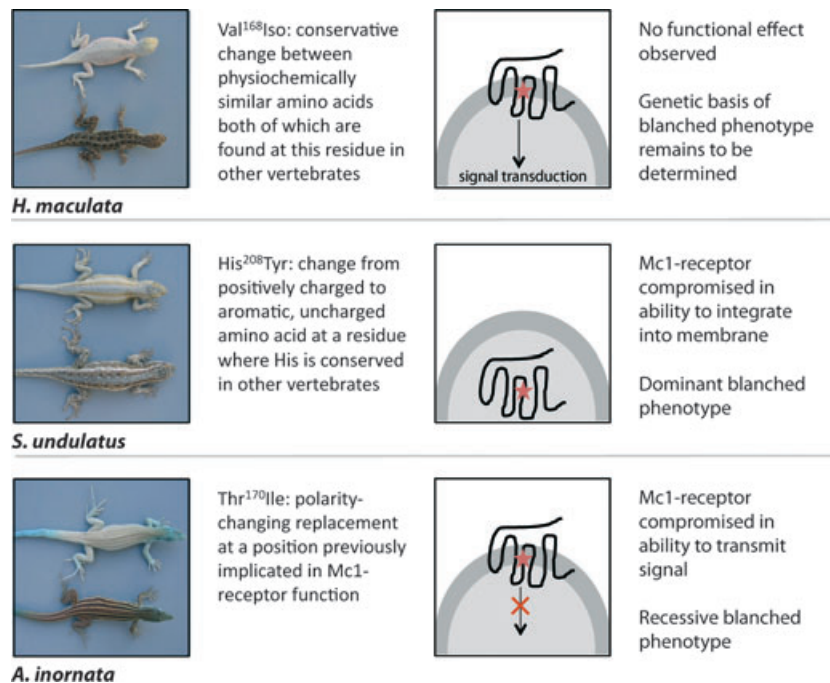 Val¹⁶⁸Iso: conservative
change between
physiochemically
similar amino acids
both of which are
found at this residue in
other vertebrates
signal transduction
No functional effect
observed
Genetic basis of
blanched phenotype
remains to be
determined
H. maculata
His²⁰⁸Tyr: change from
positively charged to
aromatic, uncharged
amino acid at a residue
where His is conserved
in other vertebrates
Mc1-receptor
compromised in
ability to integrate
into membrane
Dominant blanched
phenotype
S. undulatus
Thr¹⁷⁰Ile: polarity-
changing replacement
at a position previously
implicated in Mc1-
receptor function
Mc1-receptor
compromised in
ability to transmit
signal
Recessive blanched
phenotype
A. inornata